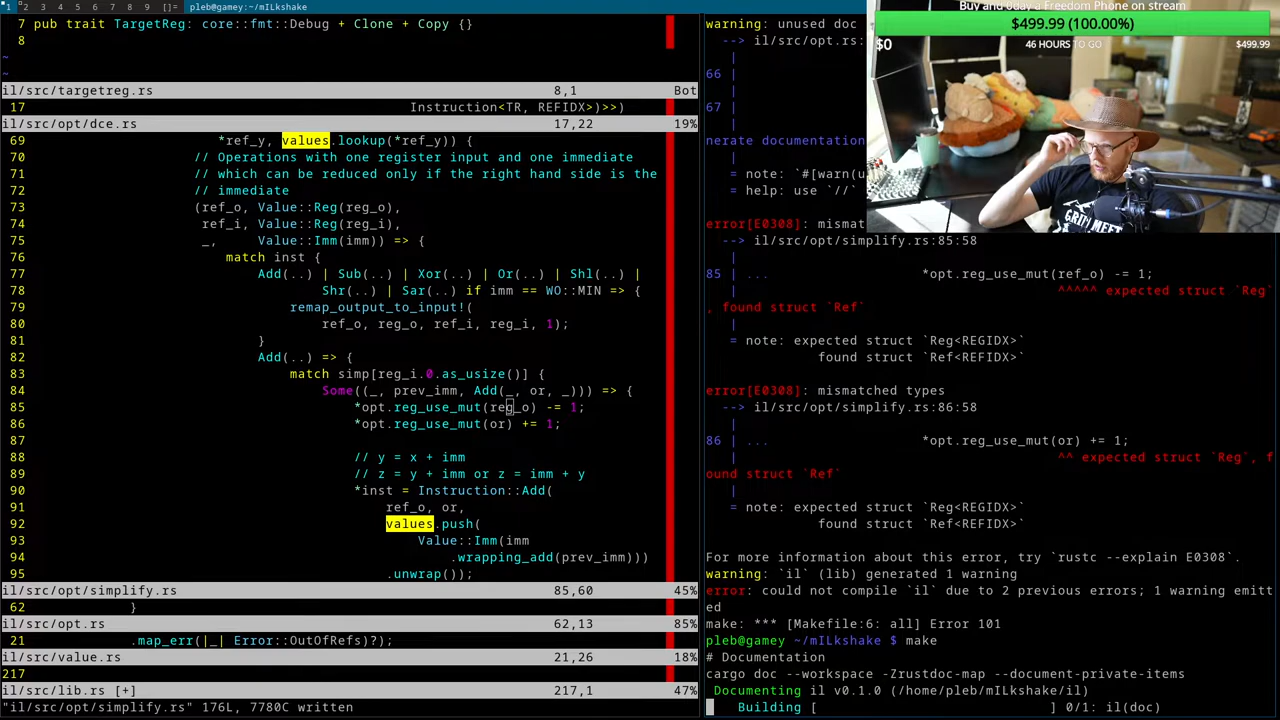 1 2 3 4 5 6 7 8 9 []= pleb@gamey:~/mILkshake
7 pub trait TargetReg: core::fmt::Debug + Clone + Copy {}
8
~
~
il/src/targetreg.rs 8,1 Bot
17 Instruction<TR, REFIDX>)>>)
il/src/opt/dce.rs 17,22 19%
69 *ref_y, values.lookup(*ref_y)) {
70 // Operations with one register input and one immediate
71 // which can be reduced only if the right hand side is the
72 // immediate
73 (ref_o, Value::Reg(reg_o),
74 ref_i, Value::Reg(reg_i),
75 _, Value::Imm(imm)) => {
76 match inst {
77 Add(..) | Sub(..) | Xor(..) | Or(..) | Shl(..) |
78 Shr(..) | Sar(..) if imm == WO::MIN => {
79 remap_output_to_input!(
80 ref_o, reg_o, ref_i, reg_i, 1);
81 }
82 Add(..) => {
83 match simp[reg_i.0.as_usize()] {
84 Some((_, prev_imm, Add(_, or, _))) => {
85 *opt.reg_use_mut(reg_o) -= 1;
86 *opt.reg_use_mut(or) += 1;
87
88 // y = x + imm
89 // z = y + imm or z = imm + y
90 *inst = Instruction::Add(
91 ref_o, or,
92 values.push(
93 Value::Imm(imm
94 .wrapping_add(prev_imm)))
95 .unwrap());
il/src/opt/simplify.rs 85,60 45%
62 }
il/src/opt.rs 62,13 85%
21 .map_err(|_| Error::OutOfRefs)?);
il/src/value.rs 21,26 18%
217
il/src/lib.rs [+] 217,1 47%
"il/src/opt/simplify.rs" 176L, 7780C written
warning: unused doc
--> il/src/opt.rs:
|
66 |
|
67 |
|
nerate documentation
|
= note: `#[warn(u
= help: use `//`
error[E0308]: mismat
--> il/src/opt/simplify.rs:85:58
|
85 | ... *opt.reg_use_mut(ref_o) -= 1;
| ^^^^^ expected struct `Reg`
, found struct `Ref`
|
= note: expected struct `Reg<REGIDX>`
found struct `Ref<REFIDX>`
error[E0308]: mismatched types
--> il/src/opt/simplify.rs:86:58
|
86 | ... *opt.reg_use_mut(or) += 1;
| ^^ expected struct `Reg`, f
ound struct `Ref`
|
= note: expected struct `Reg<REGIDX>`
found struct `Ref<REFIDX>`
For more information about this error, try `rustc --explain E0308`.
warning: `il` (lib) generated 1 warning
error: could not compile `il` due to 2 previous errors; 1 warning emitt
ed
make: *** [Makefile:6: all] Error 101
pleb@gamey ~/mILkshake $ make
# Documentation
cargo doc --workspace -Zrustdoc-map --document-private-items
Documenting il v0.1.0 (/home/pleb/mILkshake/il)
Building [ ] 0/1: il(doc)
Buy and 0day a Freedom Phone on stream
$499.99 (100.00%)
$0 46 HOURS TO GO $499.99